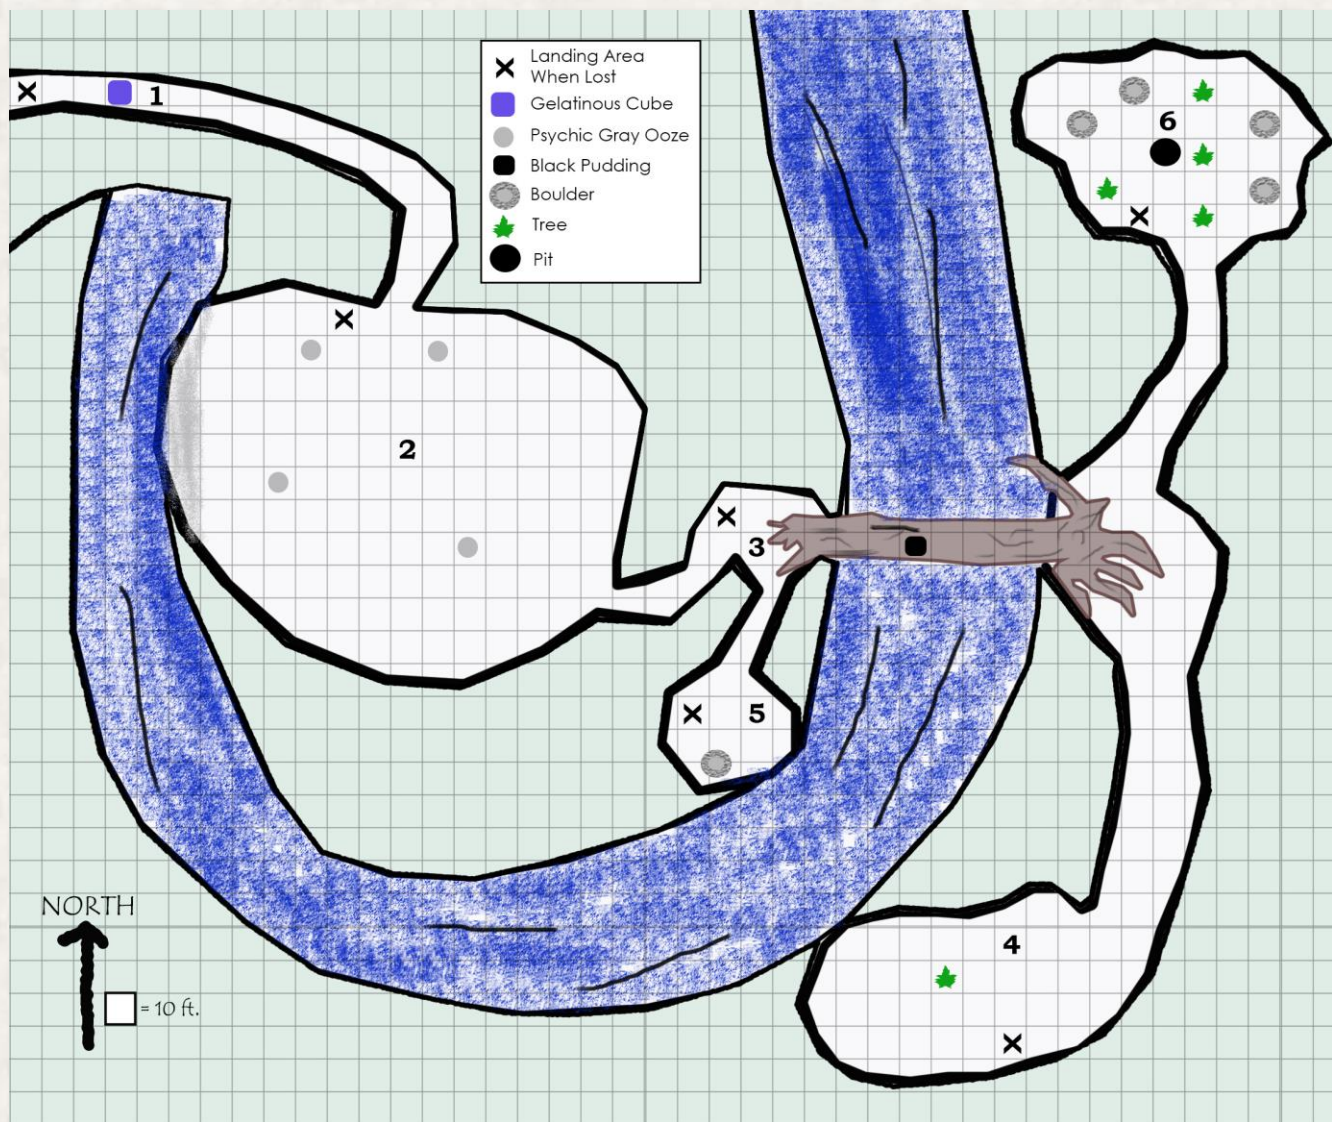 Landing Area
When Lost
Gelatinous Cube
Psychic Gray Ooze
Black Pudding
Boulder
Tree
Pit
1
6
2
3
5
4
NORTH
= 10 ft.